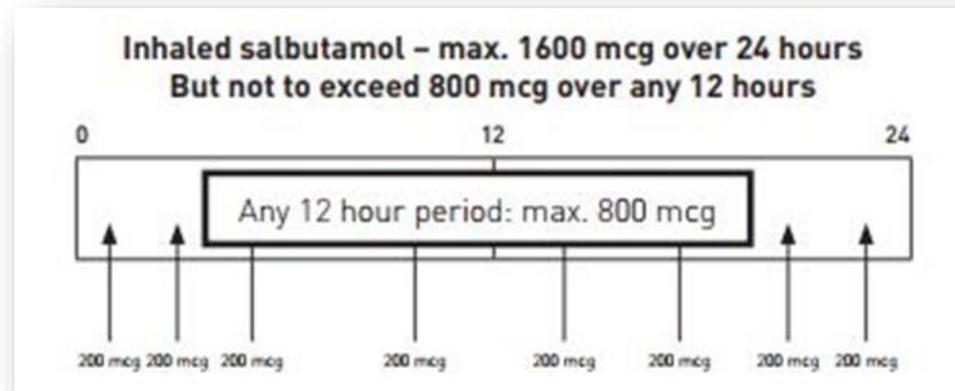 Inhaled salbutamol – max. 1600 mcg over 24 hours
But not to exceed 800 mcg over any 12 hours
0 12 24
Any 12 hour period: max. 800 mcg
200 mcg 200 mcg 200 mcg 200 mcg 200 mcg 200 mcg 200 mcg 200 mcg